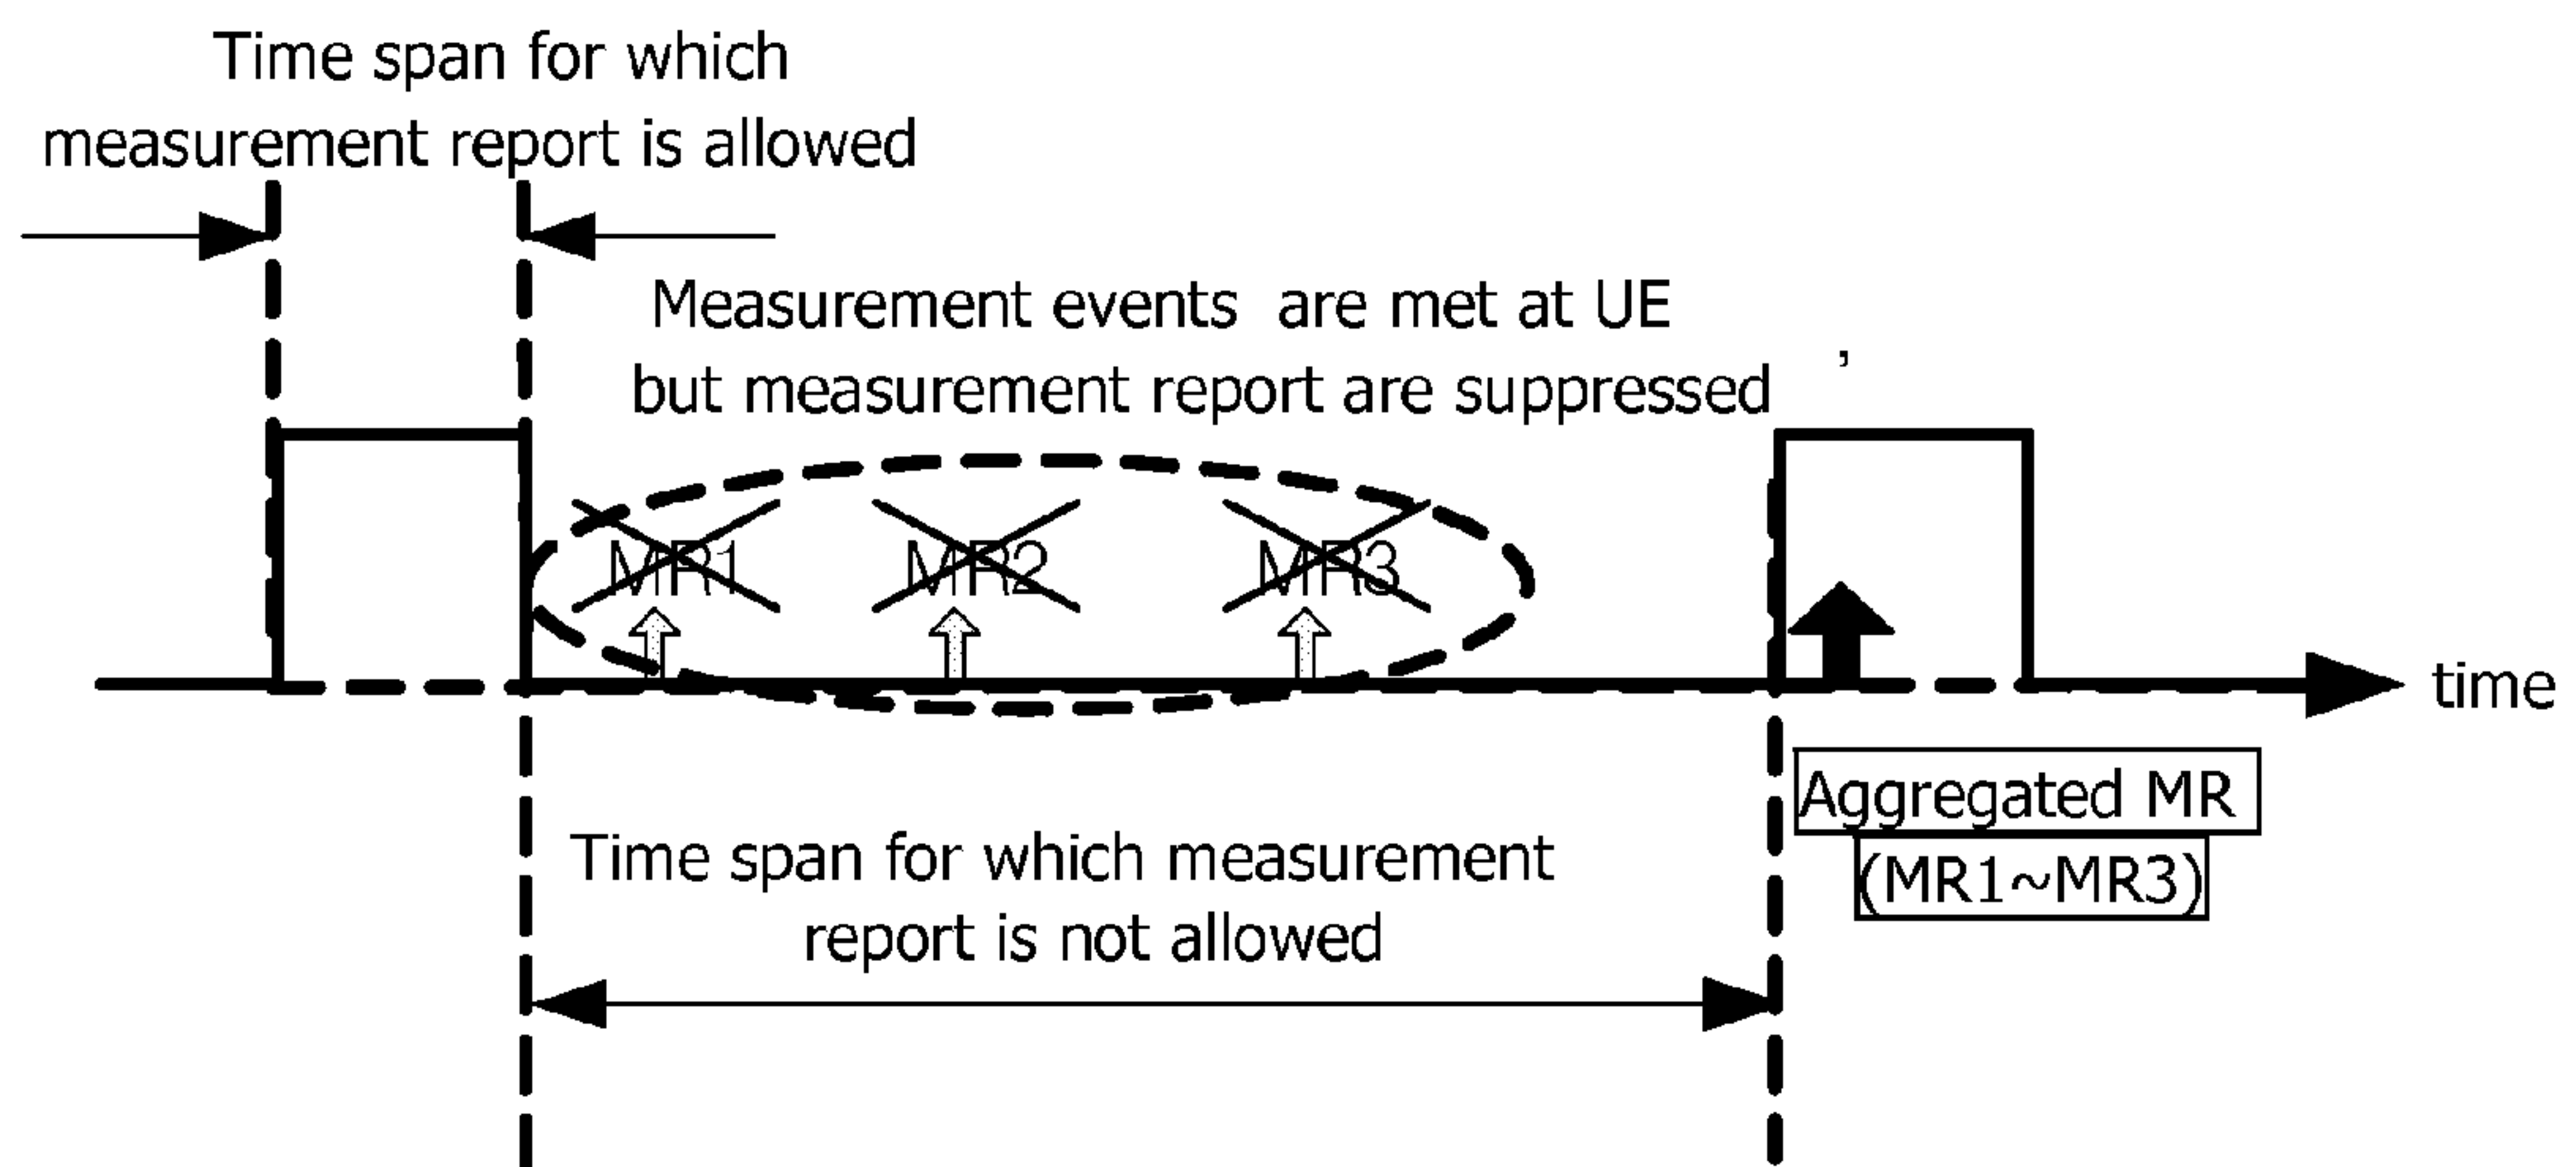 Time span for which
measurement report is allowed
Measurement events are met at UE
but measurement report are suppressed ,
MR1 MR2 MR3
time
Aggregated MR
(MR1~MR3)
Time span for which measurement
report is not allowed